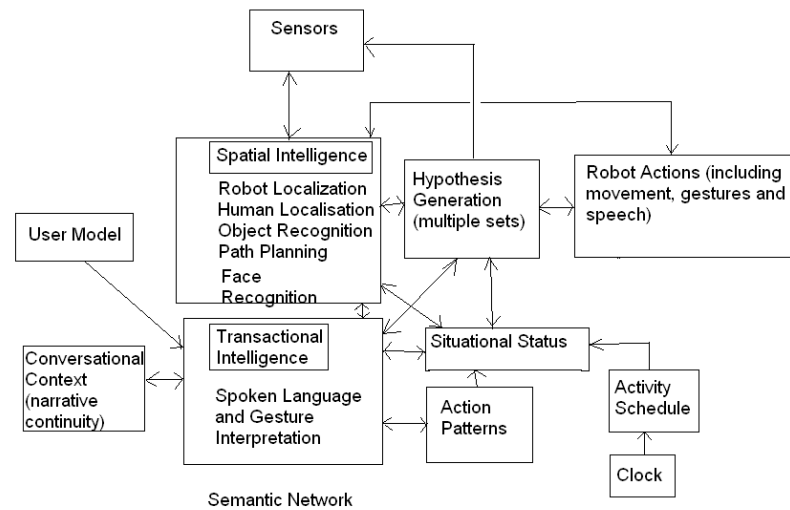 Sensors
Spatial Intelligence
Robot Localization
Human Localisation
Object Recognition
Path Planning
Face
Recognition
Hypothesis
Generation
(multiple sets)
Robot Actions (including
movement, gestures and
speech)
User Model
Transactional
Intelligence
Spoken Language
and Gesture
Interpretation
Situational Status
Conversational
Context
(narrative
continuity)
Action
Patterns
Activity
Schedule
Clock
Semantic Network